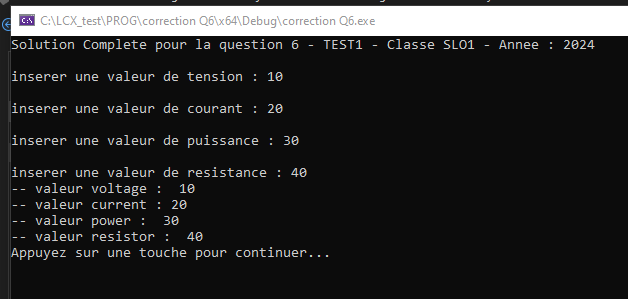 C:\LCX_test\PROG\correction Q6\x64\Debug\correction Q6.exe
Solution Complete pour la question 6 - TEST1 - Classe SLO1 - Annee : 2024
inserer une valeur de tension : 10
inserer une valeur de courant : 20
inserer une valeur de puissance : 30
inserer une valeur de resistance : 40
-- valeur voltage :  10
-- valeur current : 20
-- valeur power :  30
-- valeur resistor :  40
Appuyez sur une touche pour continuer...